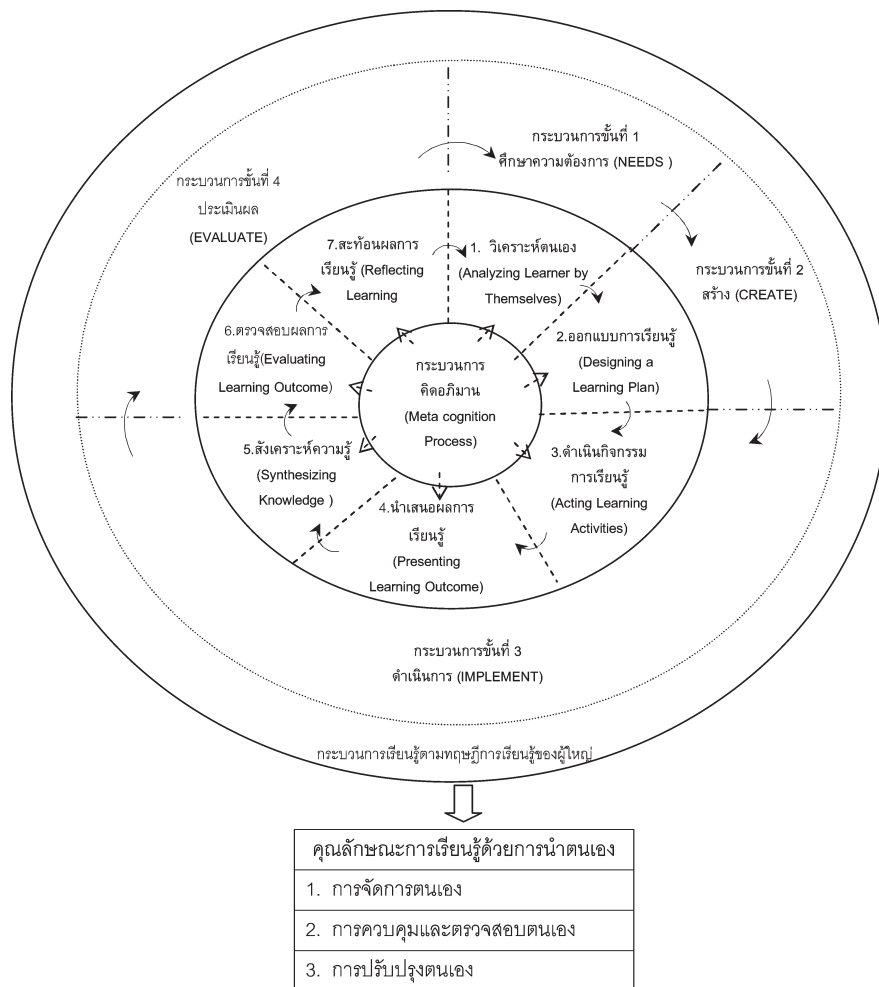 กระบวนการขั้นที่ 1
ศึกษาความต้องการ (NEEDS )
กระบวนการขั้นที่ 4
ประเมินผล
(EVALUATE)
กระบวนการขั้นที่ 2
สร้าง (CREATE)
7.สะท้อนผลการ
เรียนรู้ (Reflecting
Learning
1. วิเคราะห์ตนเอง
(Analyzing Learner by
Themselves)
6.ตรวจสอบผลการ
เรียนรู้(Evaluating
Learning Outcome)
2.ออกแบบการเรียนรู้
(Designing a
Learning Plan)
กระบวนการ
คิดอภิมาน
(Meta cognition
Process)
5.สังเคราะห์ความรู้
(Synthesizing
Knowledge )
3.ดำเนินกิจกรรม
การเรียนรู้
(Acting Learning
Activities)
4.นำเสนอผลการ
เรียนรู้
(Presenting
Learning Outcome)
กระบวนการขั้นที่ 3
ดำเนินการ (IMPLEMENT)
กระบวนการเรียนรู้ตามทฤษฎีการเรียนรู้ของผู้ใหญ่
คุณลักษณะการเรียนรู้ด้วยการนำตนเอง
1. การจัดการตนเอง
2. การควบคุมและตรวจสอบตนเอง
3. การปรับปรุงตนเอง